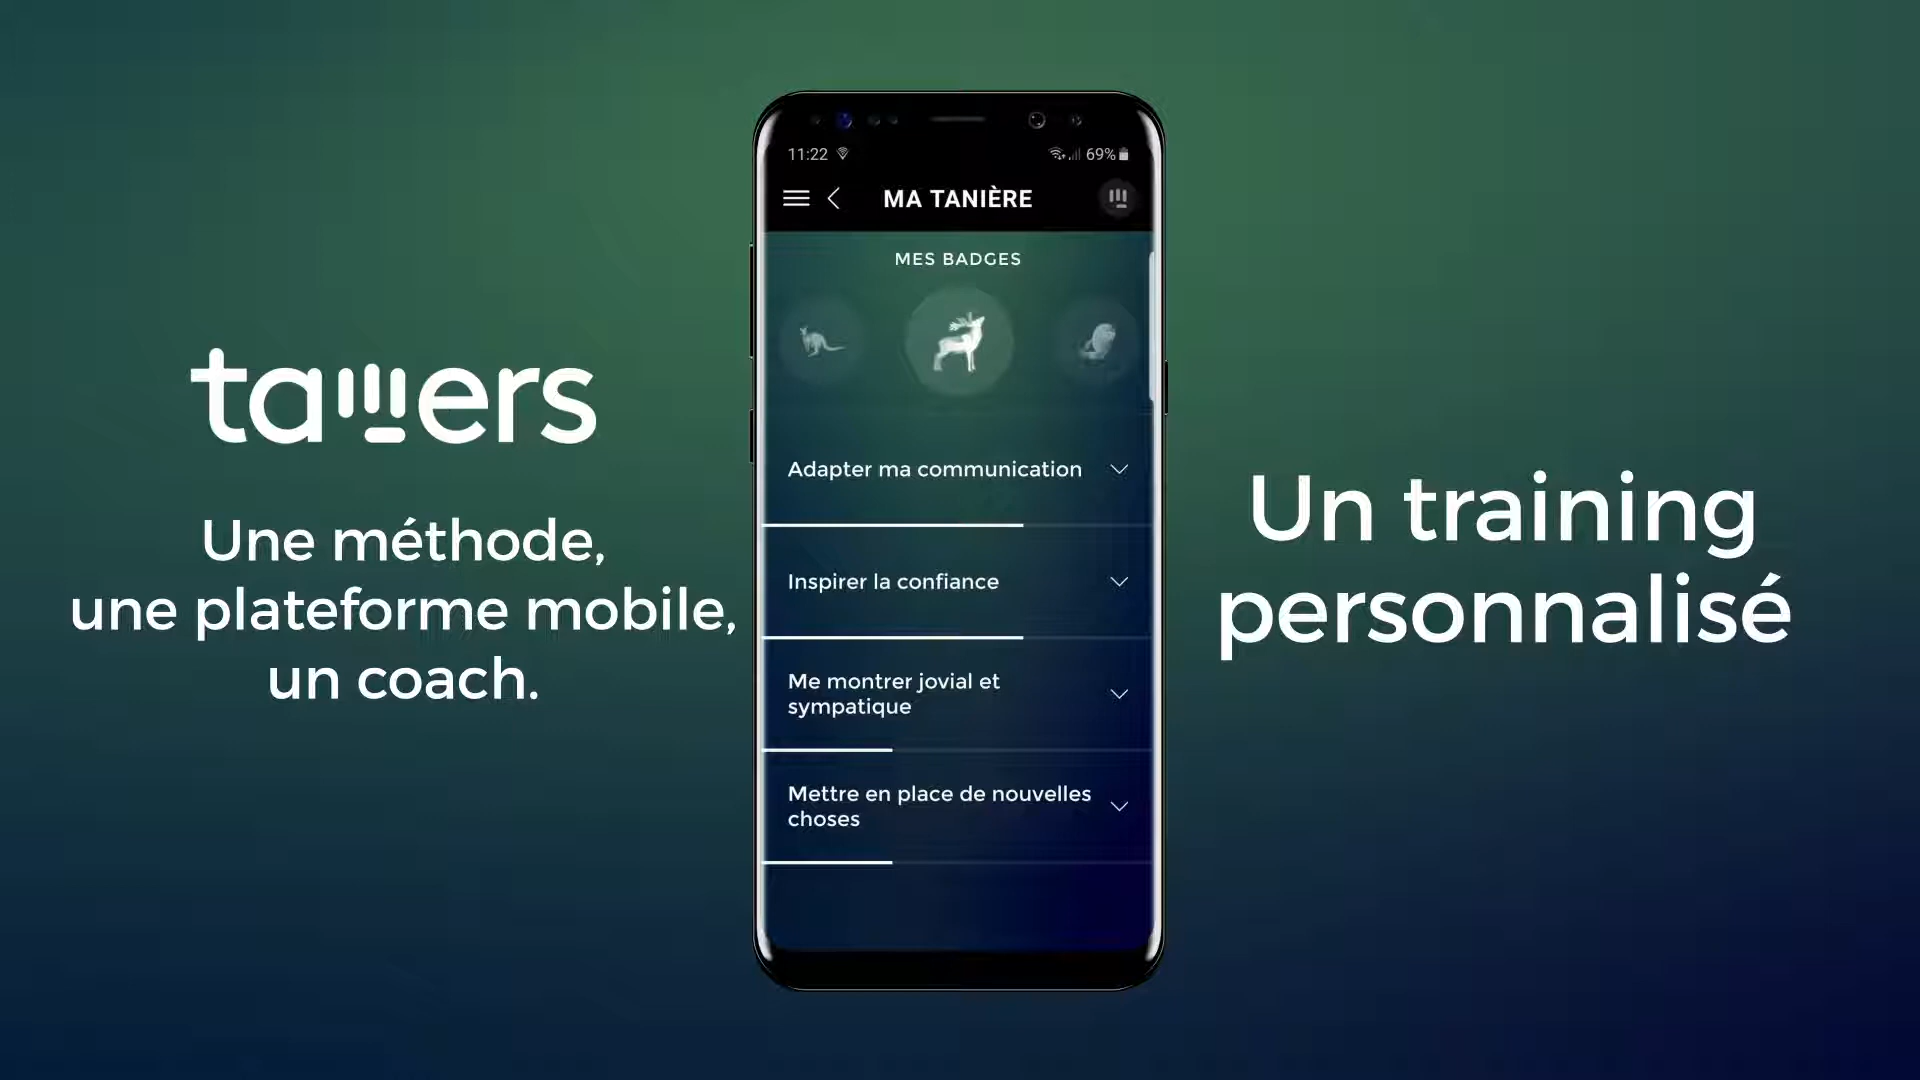 tamers
Une méthode,
une plateforme mobile,
un coach.
11:22
69%
MA TANIÈRE
MES BADGES
Adapter ma communication
Inspirer la confiance
Me montrer jovial et
sympatique
Mettre en place de nouvelles
choses
Un training
personnalisé